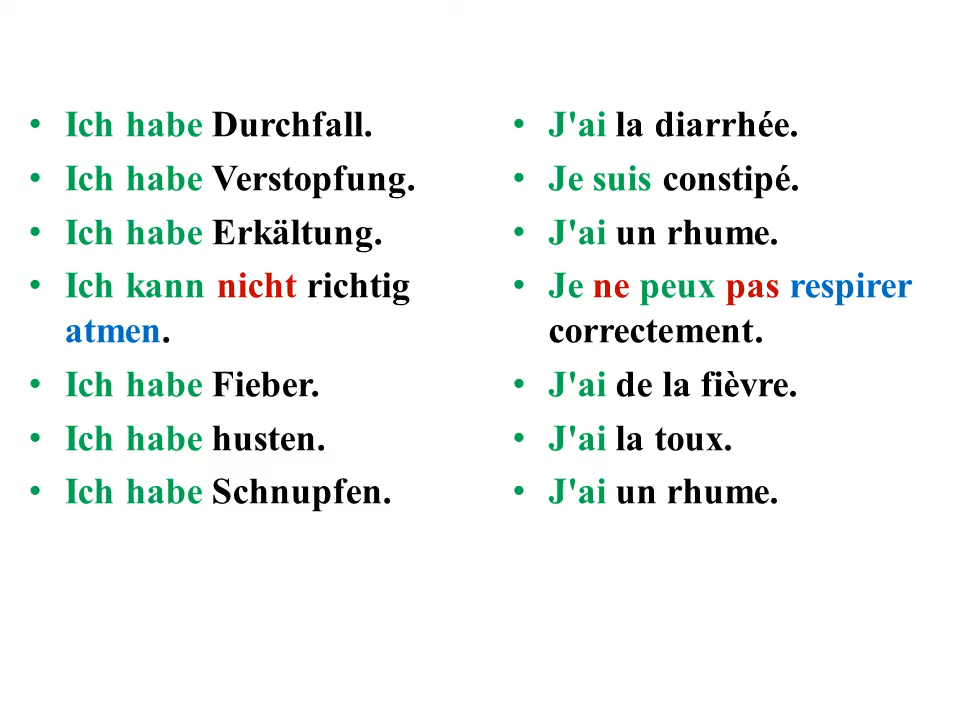 • Ich habe Durchfall.
• Ich habe Verstopfung.
• Ich habe Erkältung.
• Ich kann nicht richtig
atmen.
• Ich habe Fieber.
• Ich habe husten.
• Ich habe Schnupfen.
• J'ai la diarrhée.
• Je suis constipé.
• J'ai un rhume.
• Je ne peux pas respirer
correctement.
• J'ai de la fièvre.
• J'ai la toux.
• J'ai un rhume.